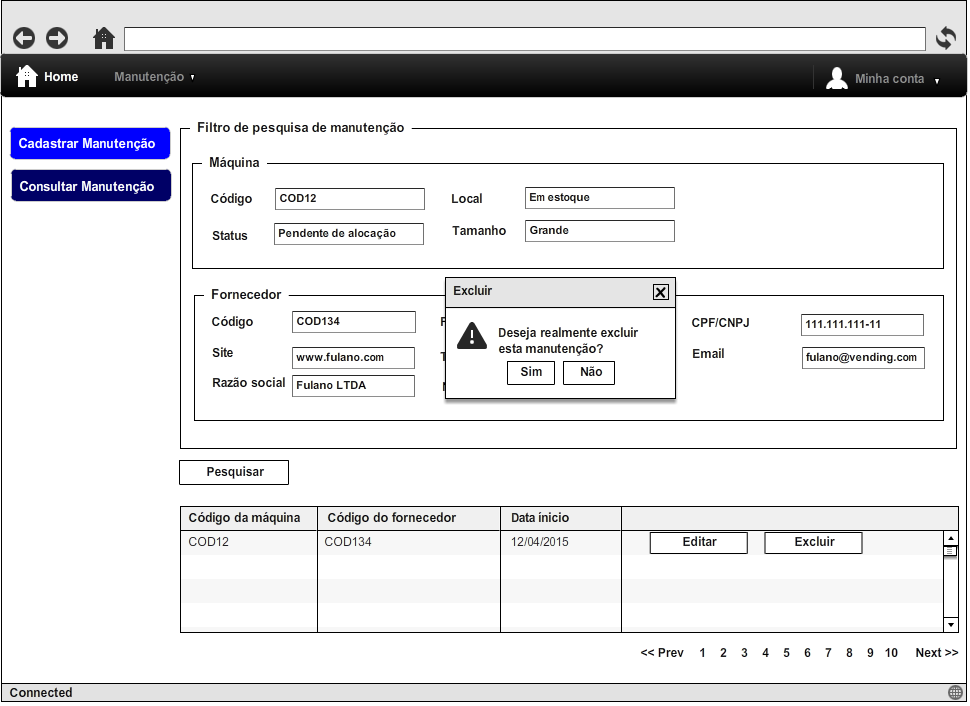 Home
Manutenção
Minha conta
Cadastrar Manutenção
Consultar Manutenção
Filtro de pesquisa de manutenção
Máquina
Código COD12 Local Em estoque
Status Pendente de alocação Tamanho Grande
Fornecedor
Código COD134 CPF/CNPJ 111.111.111-11
Site www.fulano.com Email fulano@vending.com
Razão social Fulano LTDA
Excluir
Deseja realmente excluir
esta manutenção?
Sim Não
Pesquisar
Código da máquina Código do fornecedor Data ínicio
COD12 COD134 12/04/2015 Editar Excluir
<< Prev 1 2 3 4 5 6 7 8 9 10 Next >>
Connected